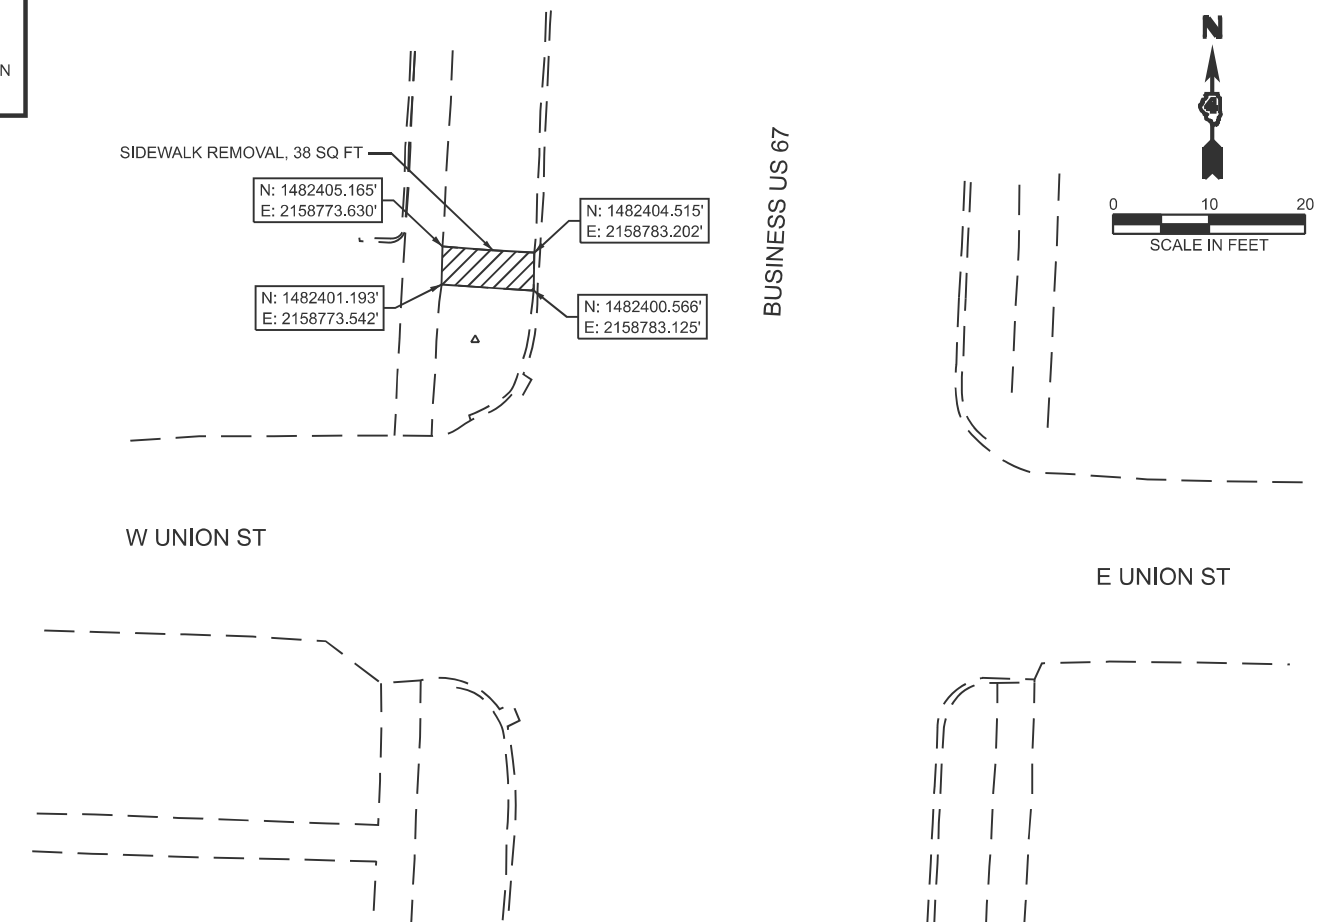 N
N
4
SIDEWALK REMOVAL, 38 SQ FT
N: 1482405.165'
E: 2158773.630'
N: 1482404.515'
E: 2158783.202'
N: 1482401.193'
E: 2158773.542'
N: 1482400.566'
E: 2158783.125'
BUSINESS US 67
0 10 20
SCALE IN FEET
W UNION ST
E UNION ST